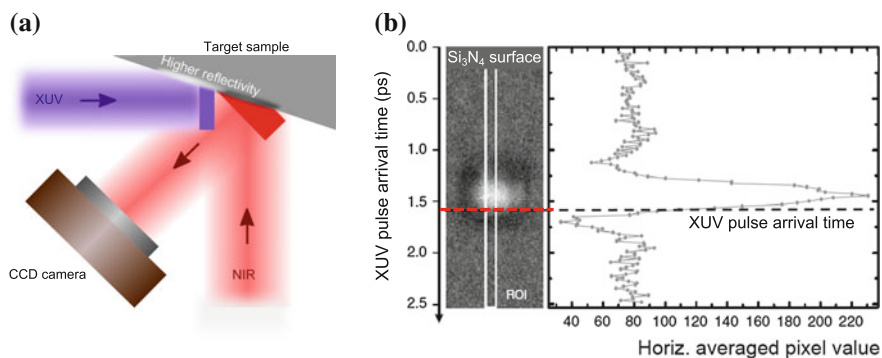 (a)
Target sample
Higher reflectivity
XUV
CCD camera
NIR
(b)
XUV pulse arrival time (ps)
0.0
0.5
1.0
1.5
2.0
2.5
Si3N4 surface
ROI
XUV pulse arrival time
40 60 80 100 120 140 160 180 200 220
Horiz. averaged pixel value